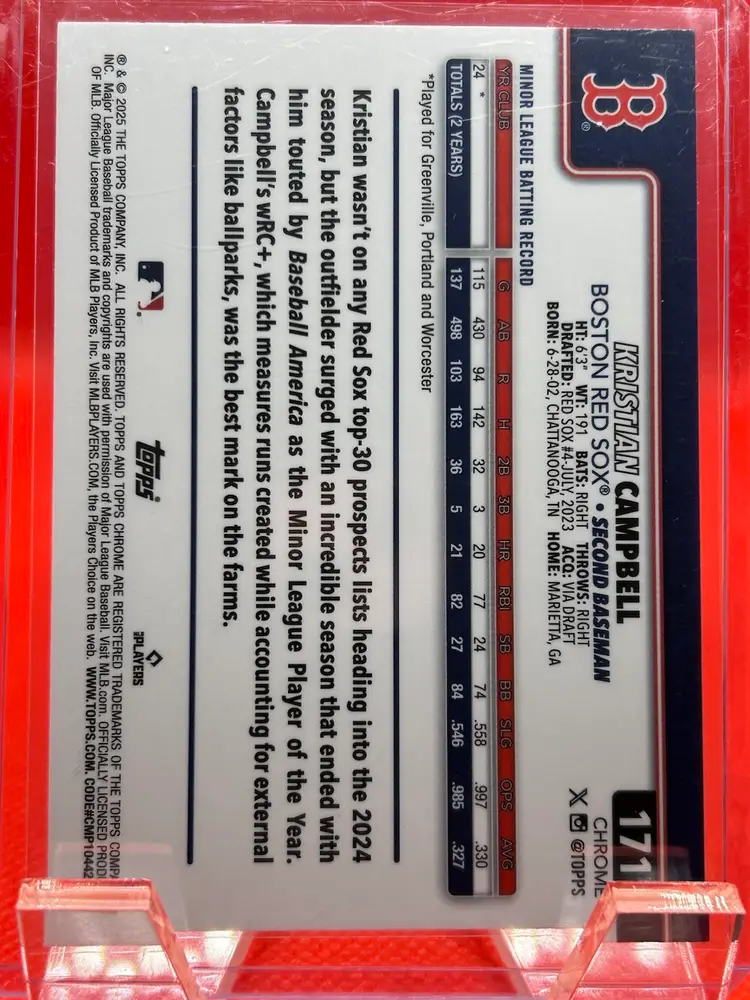 B®
171
CHROME
X @TOPPS
KRISTIAN CAMPBELL
BOSTON RED SOX® • SECOND BASEMAN
HT: 6'3" WT: 191 BATS: RIGHT THROWS: RIGHT
DRAFTED: RED SOX #4-JULY, 2023 ACQ: VIA DRAFT
BORN: 6-28-02, CHATTANOOGA, TN HOME: MARIETTA, GA
MINOR LEAGUE BATTING RECORD
YR CLUB G AB R H 2B 3B HR RBI SB BB SLG OPS AVG
24 * 115 430 94 142 32 3 20 77 24 74 .558 .997 .330
TOTALS (2 YEARS) 137 498 103 163 36 5 21 82 27 84 .546 .985 .327
*Played for Greenville, Portland and Worcester
Kristian wasn't on any Red Sox top-30 prospects lists heading into the 2024
season, but the outfielder surged with an incredible season that ended with
him touted by Baseball America as the Minor League Player of the Year.
Campbell's wRC+, which measures runs created while accounting for external
factors like ballparks, was the best mark on the farms.
topps
PLAYERS
® & © 2025 THE TOPPS COMPANY, INC. ALL RIGHTS RESERVED. TOPPS AND TOPPS CHROME ARE REGISTERED TRADEMARKS OF THE TOPPS COMP
INC. Major League Baseball trademarks and copyrights are used with permission of Major League Baseball. Visit MLB.com. OFFICIALLY LICENSED PROD
OF MLB. Officially Licensed Product of MLB Players, Inc. Visit MLBPLAYERS.COM, the Players Choice on the web. WWW.TOPPS.COM. CODE#CMP10442